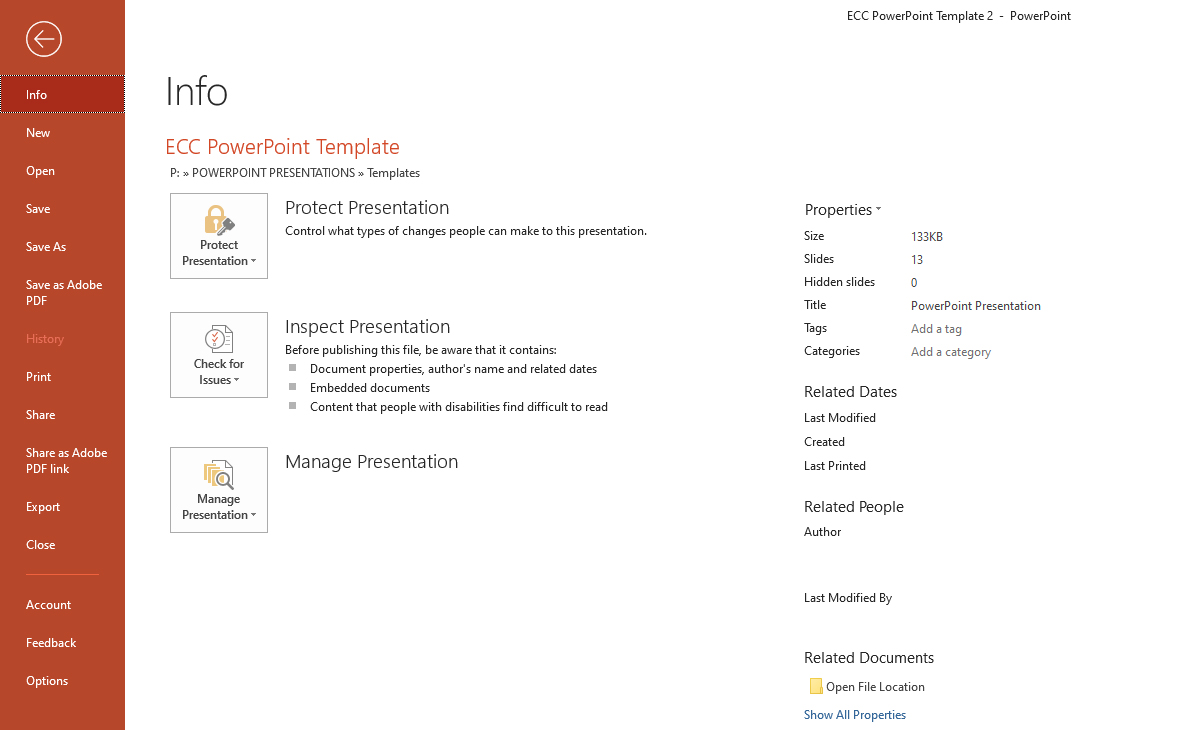 ECC PowerPoint Template 2 - PowerPoint
Info
New
Open
Save
Save As
Save as Adobe
PDF
History
Print
Share
Share as Adobe
PDF link
Export
Close
Account
Feedback
Options
Info
ECC PowerPoint Template
P: » POWERPOINT PRESENTATIONS » Templates
Protect
Presentation
Protect Presentation
Control what types of changes people can make to this presentation.
Check for
Issues
Inspect Presentation
Before publishing this file, be aware that it contains:
Document properties, author's name and related dates
Embedded documents
Content that people with disabilities find difficult to read
Manage
Presentation
Manage Presentation
Properties
Size 133KB
Slides 13
Hidden slides 0
Title PowerPoint Presentation
Tags Add a tag
Categories Add a category
Related Dates
Last Modified
Created
Last Printed
Related People
Author
Last Modified By
Related Documents
Open File Location
Show All Properties